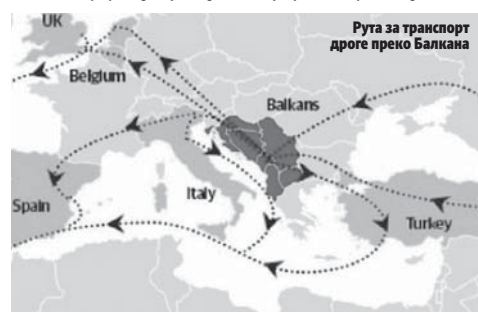 UK
Рута за транспорт
дроге преко Балкана
Belgium
Balkans
Italy
Spain
Turkey